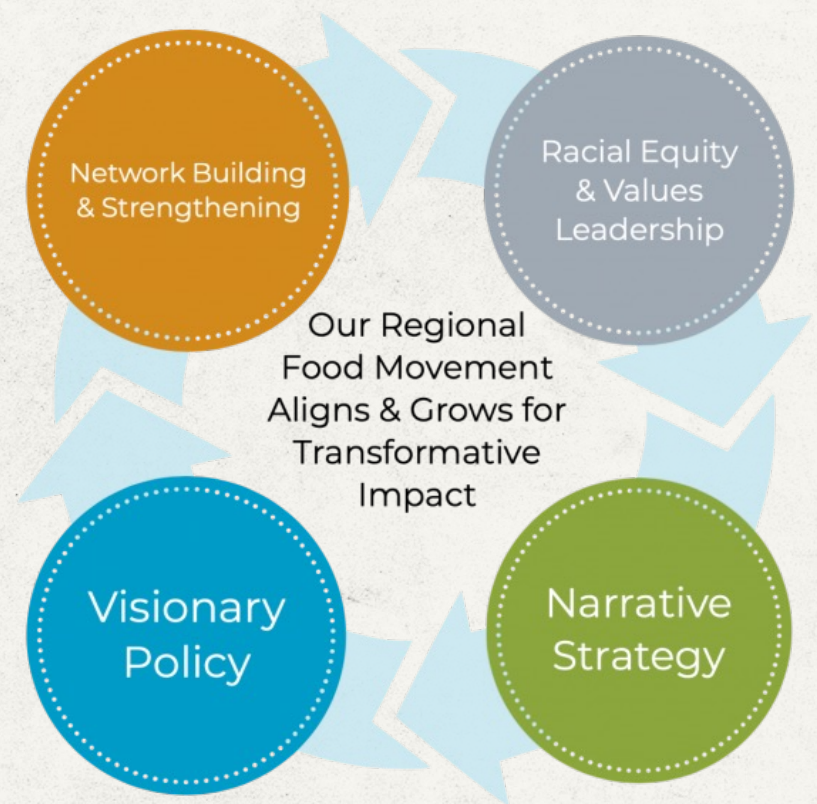 Network Building
& Strengthening
Racial Equity
& Values
Leadership
Our Regional
Food Movement
Aligns & Grows for
Transformative
Impact
Visionary
Policy
Narrative
Strategy